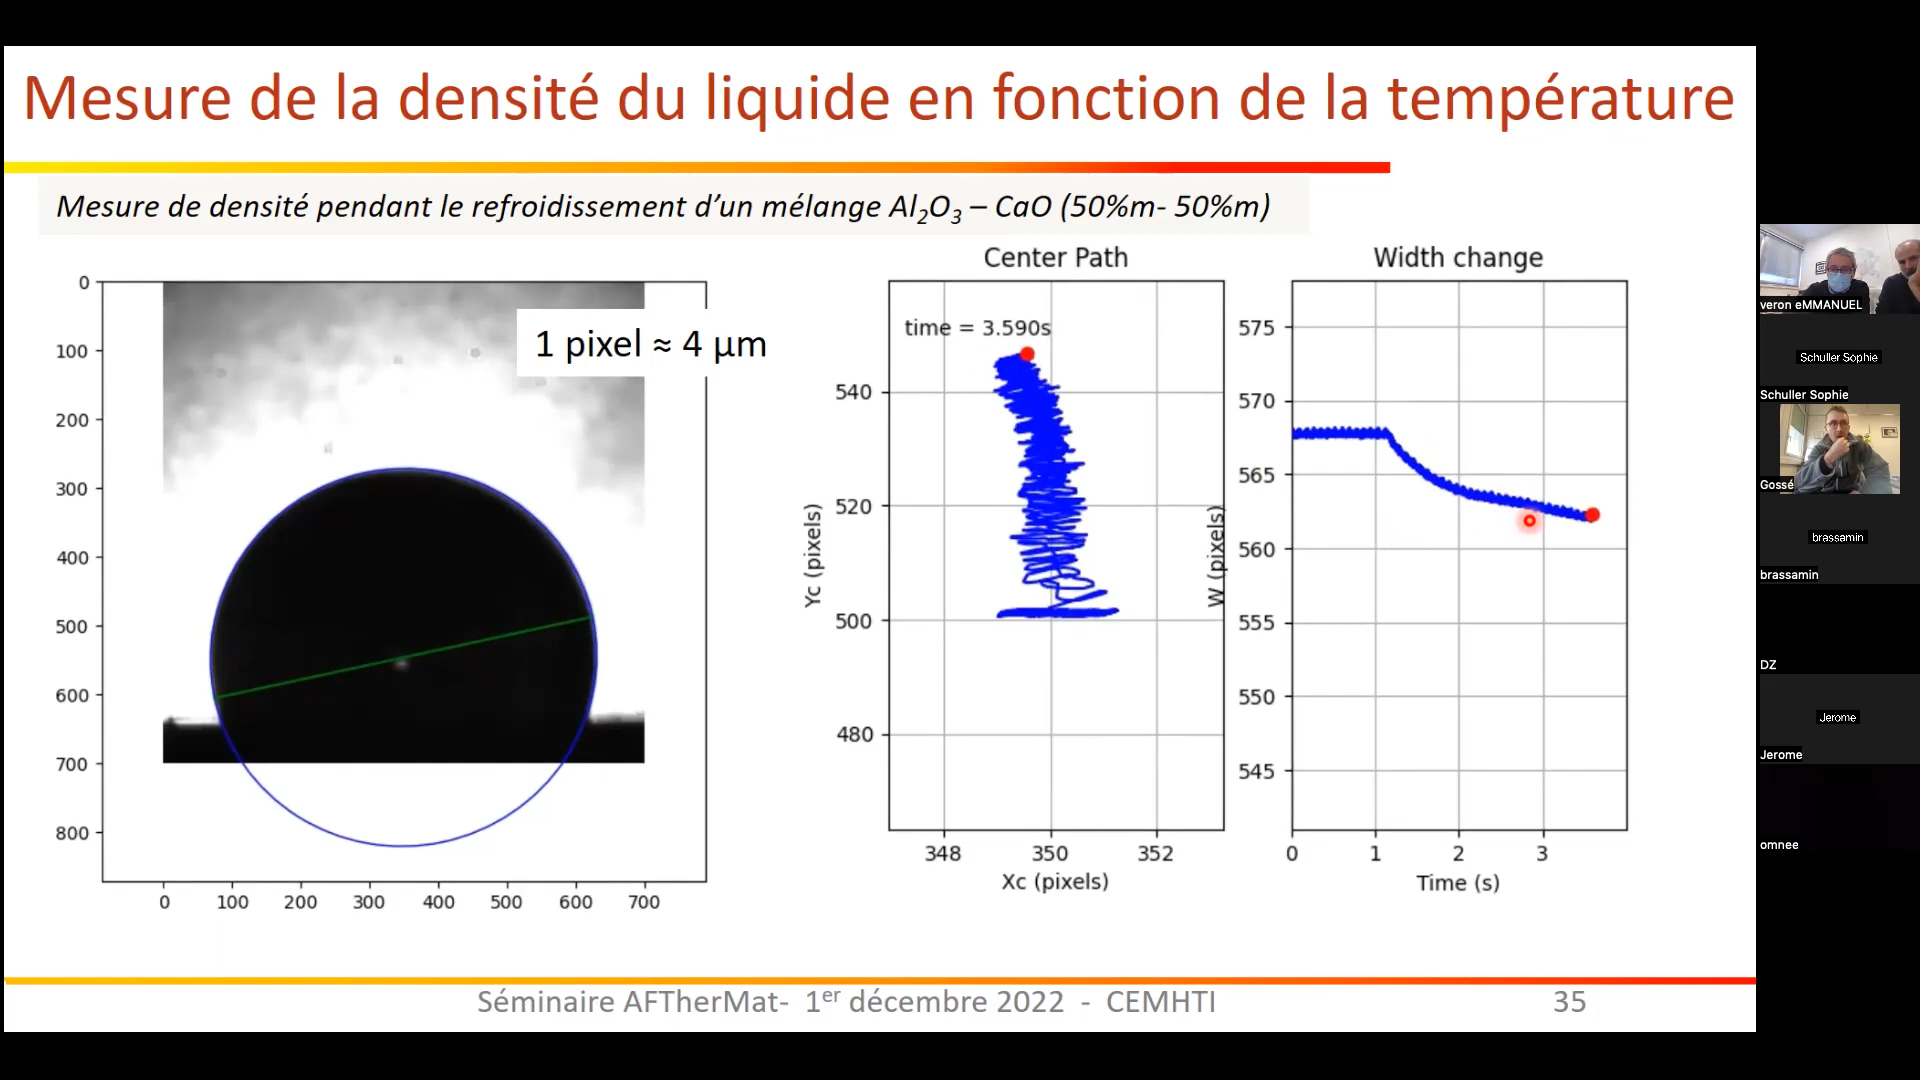 Mesure de la densité du liquide en fonction de la température
Mesure de densité pendant le refroidissement d’un mélange Al₂O₃ – CaO (50%m- 50%m)
0
100
200
300
400
500
600
700
800
0
100
200
300
400
500
600
700
1 pixel ≈ 4 µm
Center Path
time = 3.590s
540
520
500
480
Yc (pixels)
348
350
352
Xc (pixels)
Width change
575
570
565
560
555
550
545
W (pixels)
0
1
2
3
Time (s)
Séminaire AFTherMat- 1er décembre 2022 - CEMHTI
35
veron eMMANUEL
Schuller Sophie
Schuller Sophie
Gossé
brassamin
brassamin
DZ
Jerome
Jerome
omnee